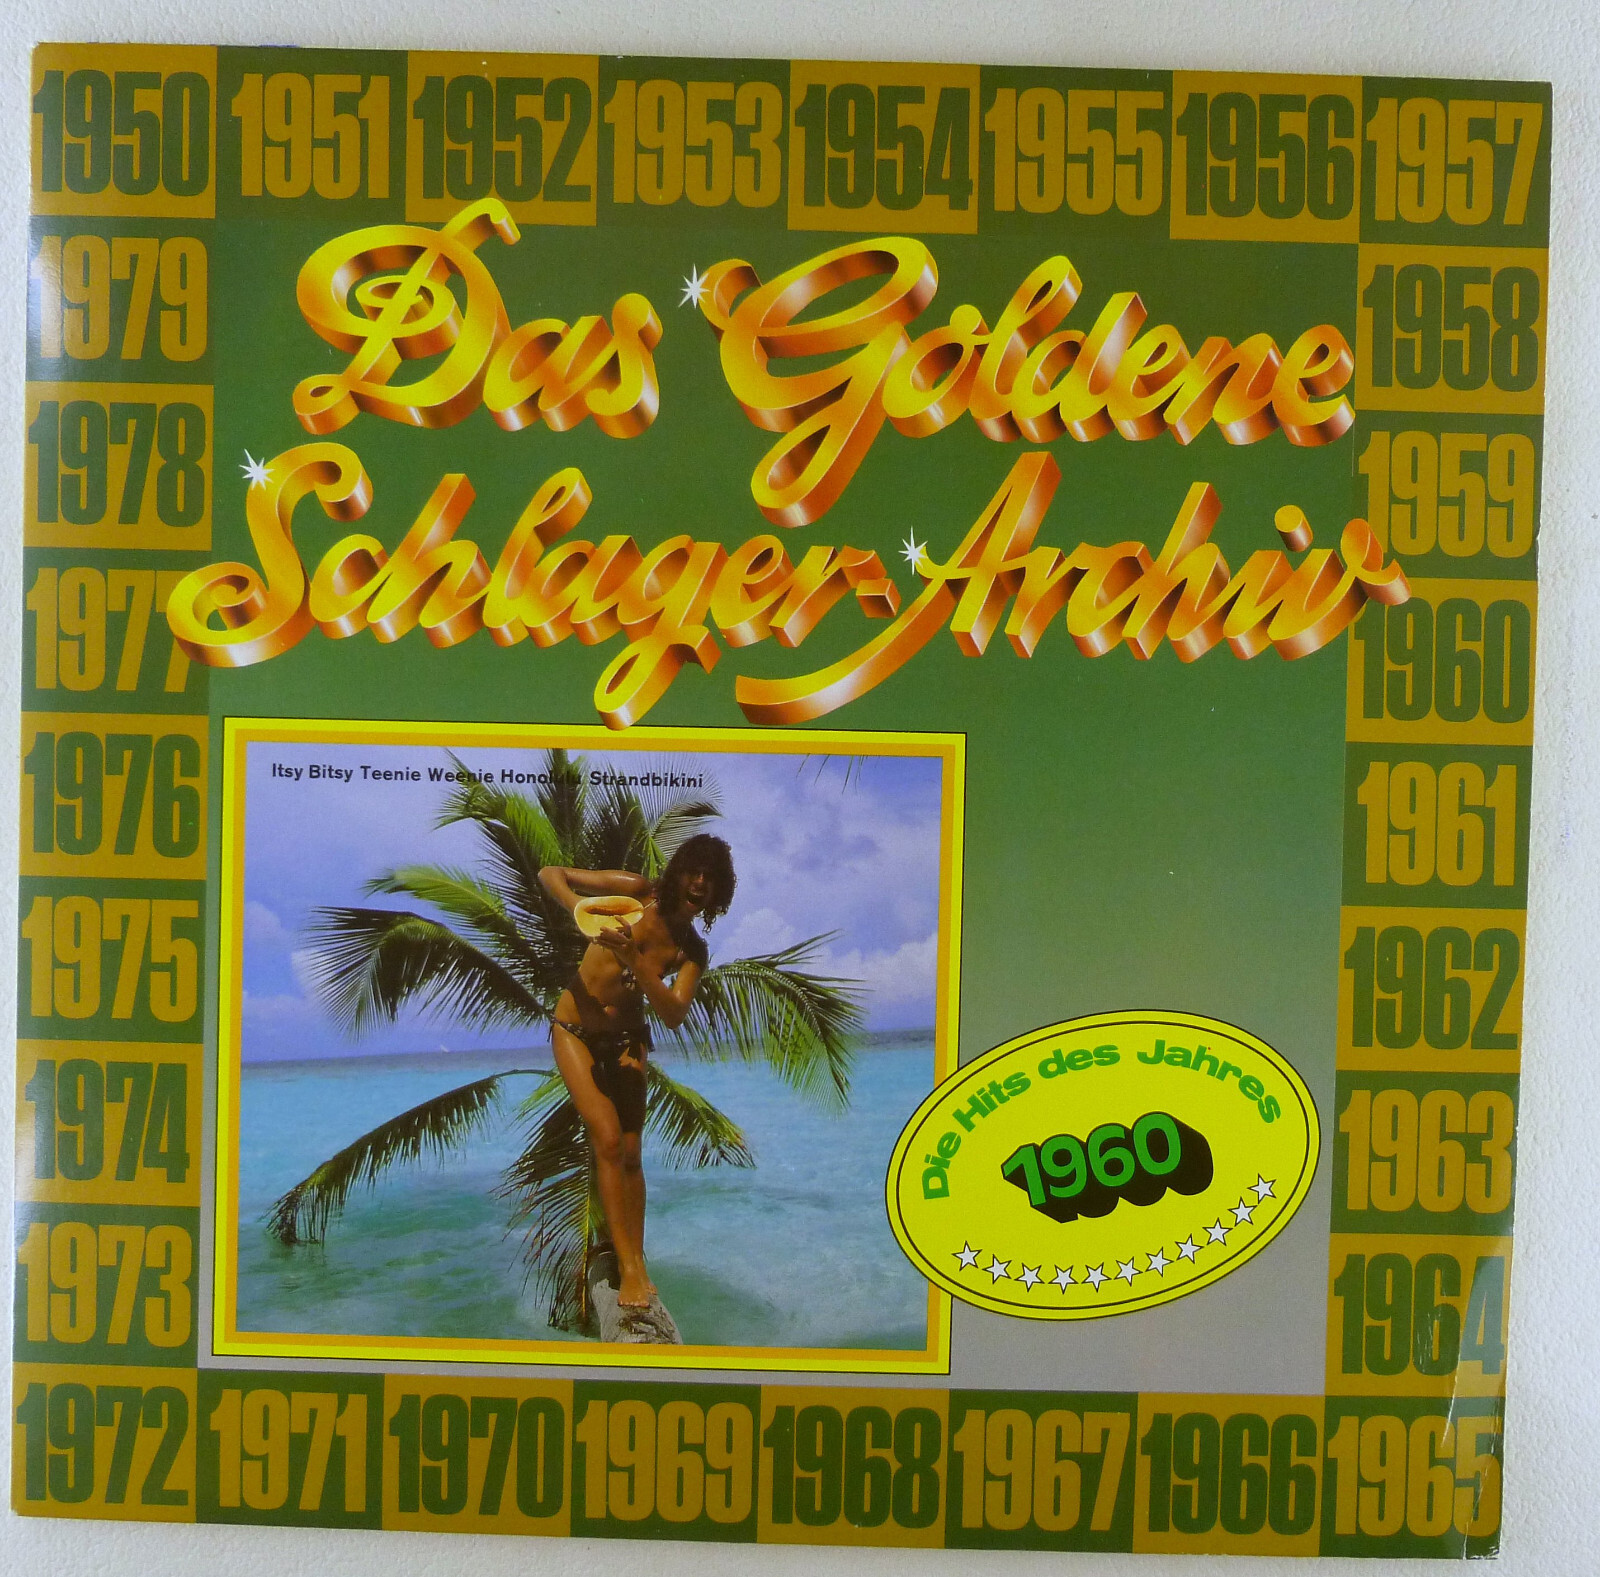 1950 1951 1952 1953 1954 1955 1956 1957
Das Goldene
Schlager-Archiv
1979
1978
1977
1976
1975
1974
1973
1958
1959
1960
1961
1962
1963
1964
Itsy Bitsy Teenie Weenie Honolulu Strandbikini
Die Hits des Jahres
1960
1972 1971 1970 1969 1968 1967 1966 1965